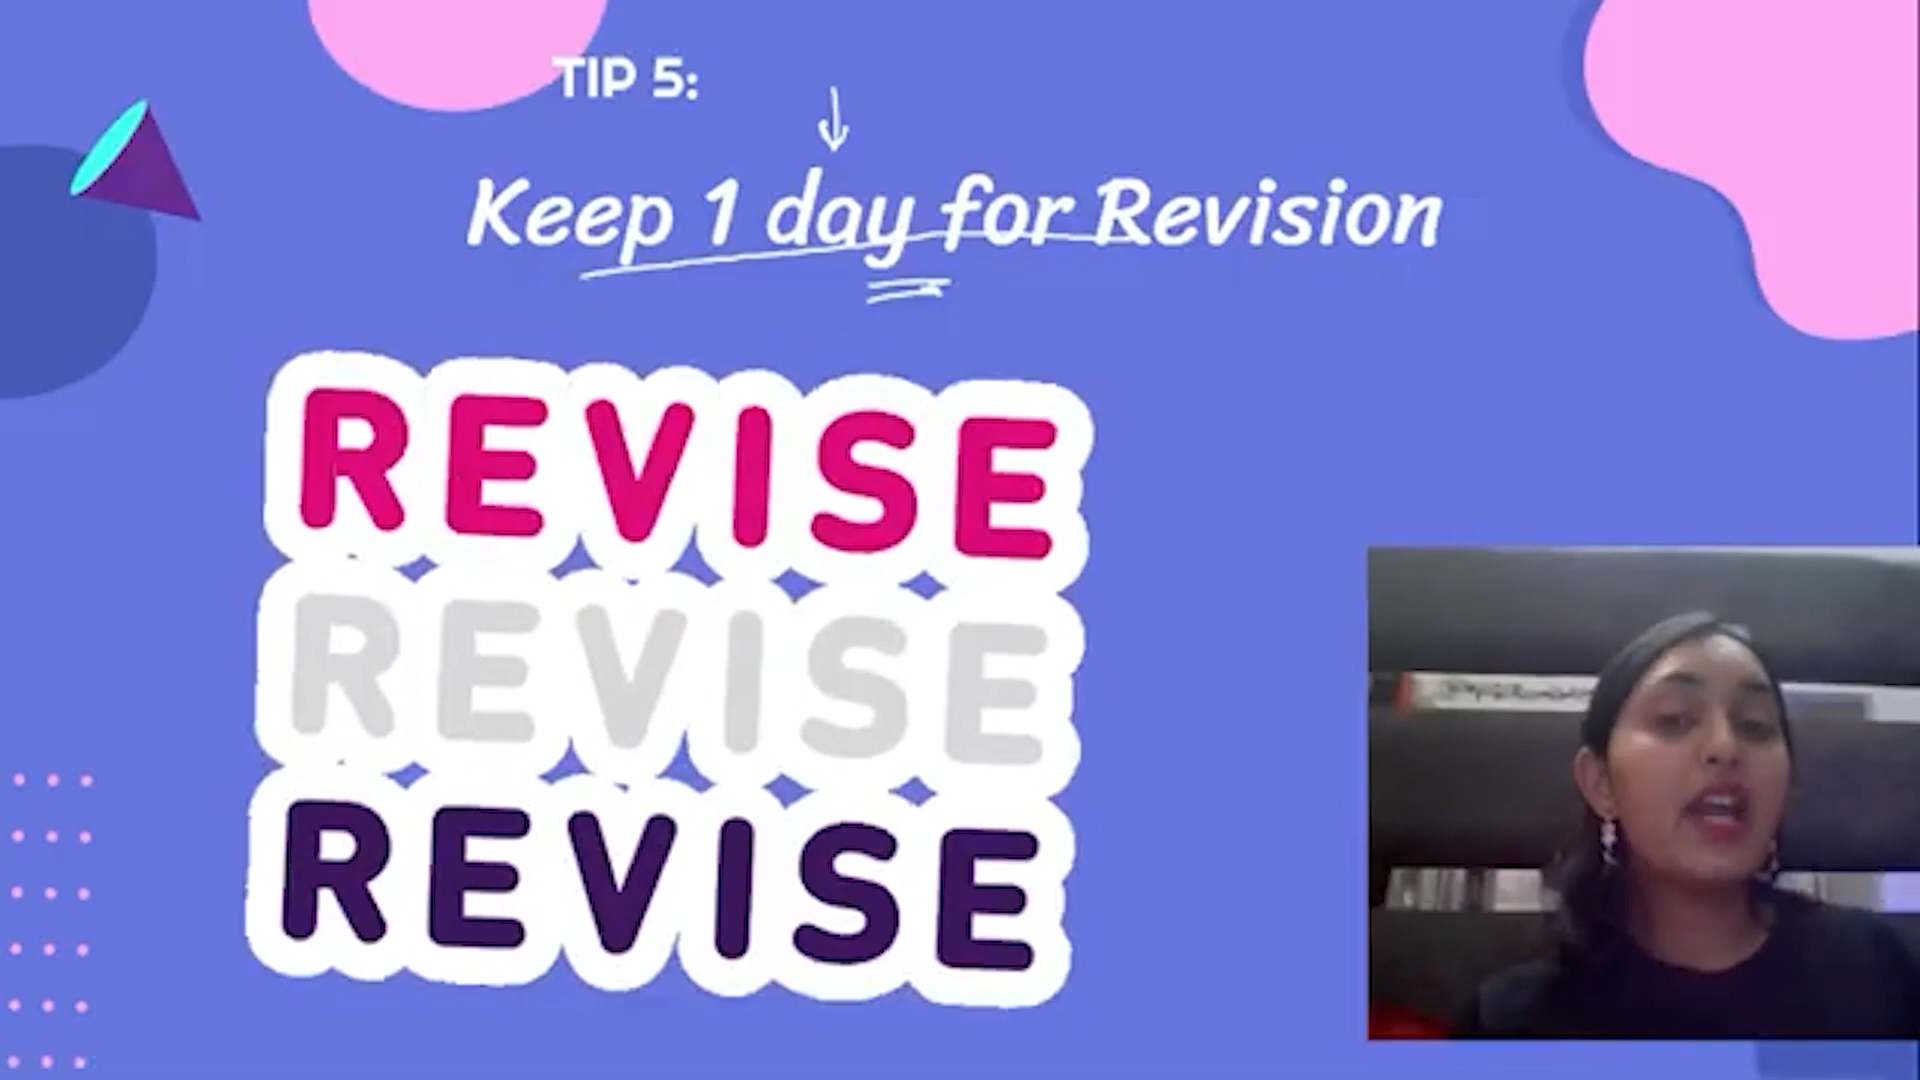 TIP 5:
Keep 1 day for Revision
REVISE
REVISE
REVISE